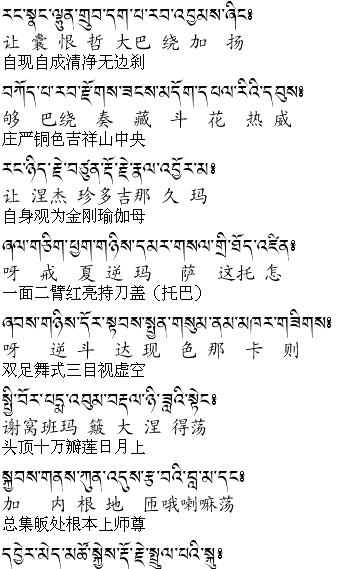 རང་སྣང་ལྷུན་གྲུབ་དག་པ་རབ་འབྱམས་ཞིང༔
让 囊 恨 哲 大巴 绕 加 扬
自现自成清净无边刹
བཀོད་པ་རབ་རྫོགས་ཟངས་མདོག་དཔལ་རིའི་དབུས༔
够 巴绕 奏 藏 斗 花 热 威
庄严铜色吉祥山中央
རང་ཉིད་རྗེ་བཙུན་རྡོ་རྗེ་རྣལ་འབྱོར་མ༔
让 涅杰 珍多吉那 久 玛
自身观为金刚瑜伽母
ཞལ་གཅིག་ཕྱག་གཉིས་དམར་གསལ་གྲི་ཐོད་འཛིན༔
呀 戒 夏 逆玛 萨 这托 怎
一面二臂红亮持刀盖（托巴）
ཞབས་གཉིས་དོར་སྟབས་སྤྱན་གསུམ་ནམ་མཁར་གཟིགས༔
呀 逆斗 达 现 色 那 卡 则
双足舞式三目视虚空
སྤྱི་བོར་པདྨ་འབུམ་བརྡལ་ཉི་ཟླའི་སྟེང༔
谢窝班玛 簸 大 涅 得荡
头顶十万瓣莲日月上
སྐྱབས་གནས་ཀུན་འདུས་རྩ་བའི་བླ་མ་དང༔
加 内 根 地 匝哦喇嘛荡
总集皈处根本上师尊
དབྱེར་མེད་མཚོ་སྐྱེས་རྡོ་རྗེ་སྤྲུལ་པའི་སྐུ༔